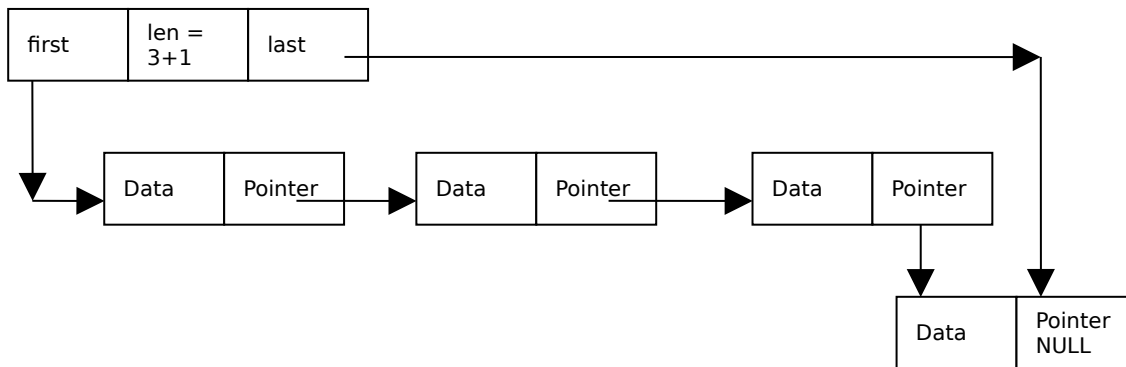 first
len =
3+1
last
Data
Pointer
Data
Pointer
Data
Pointer
Data
Pointer
NULL